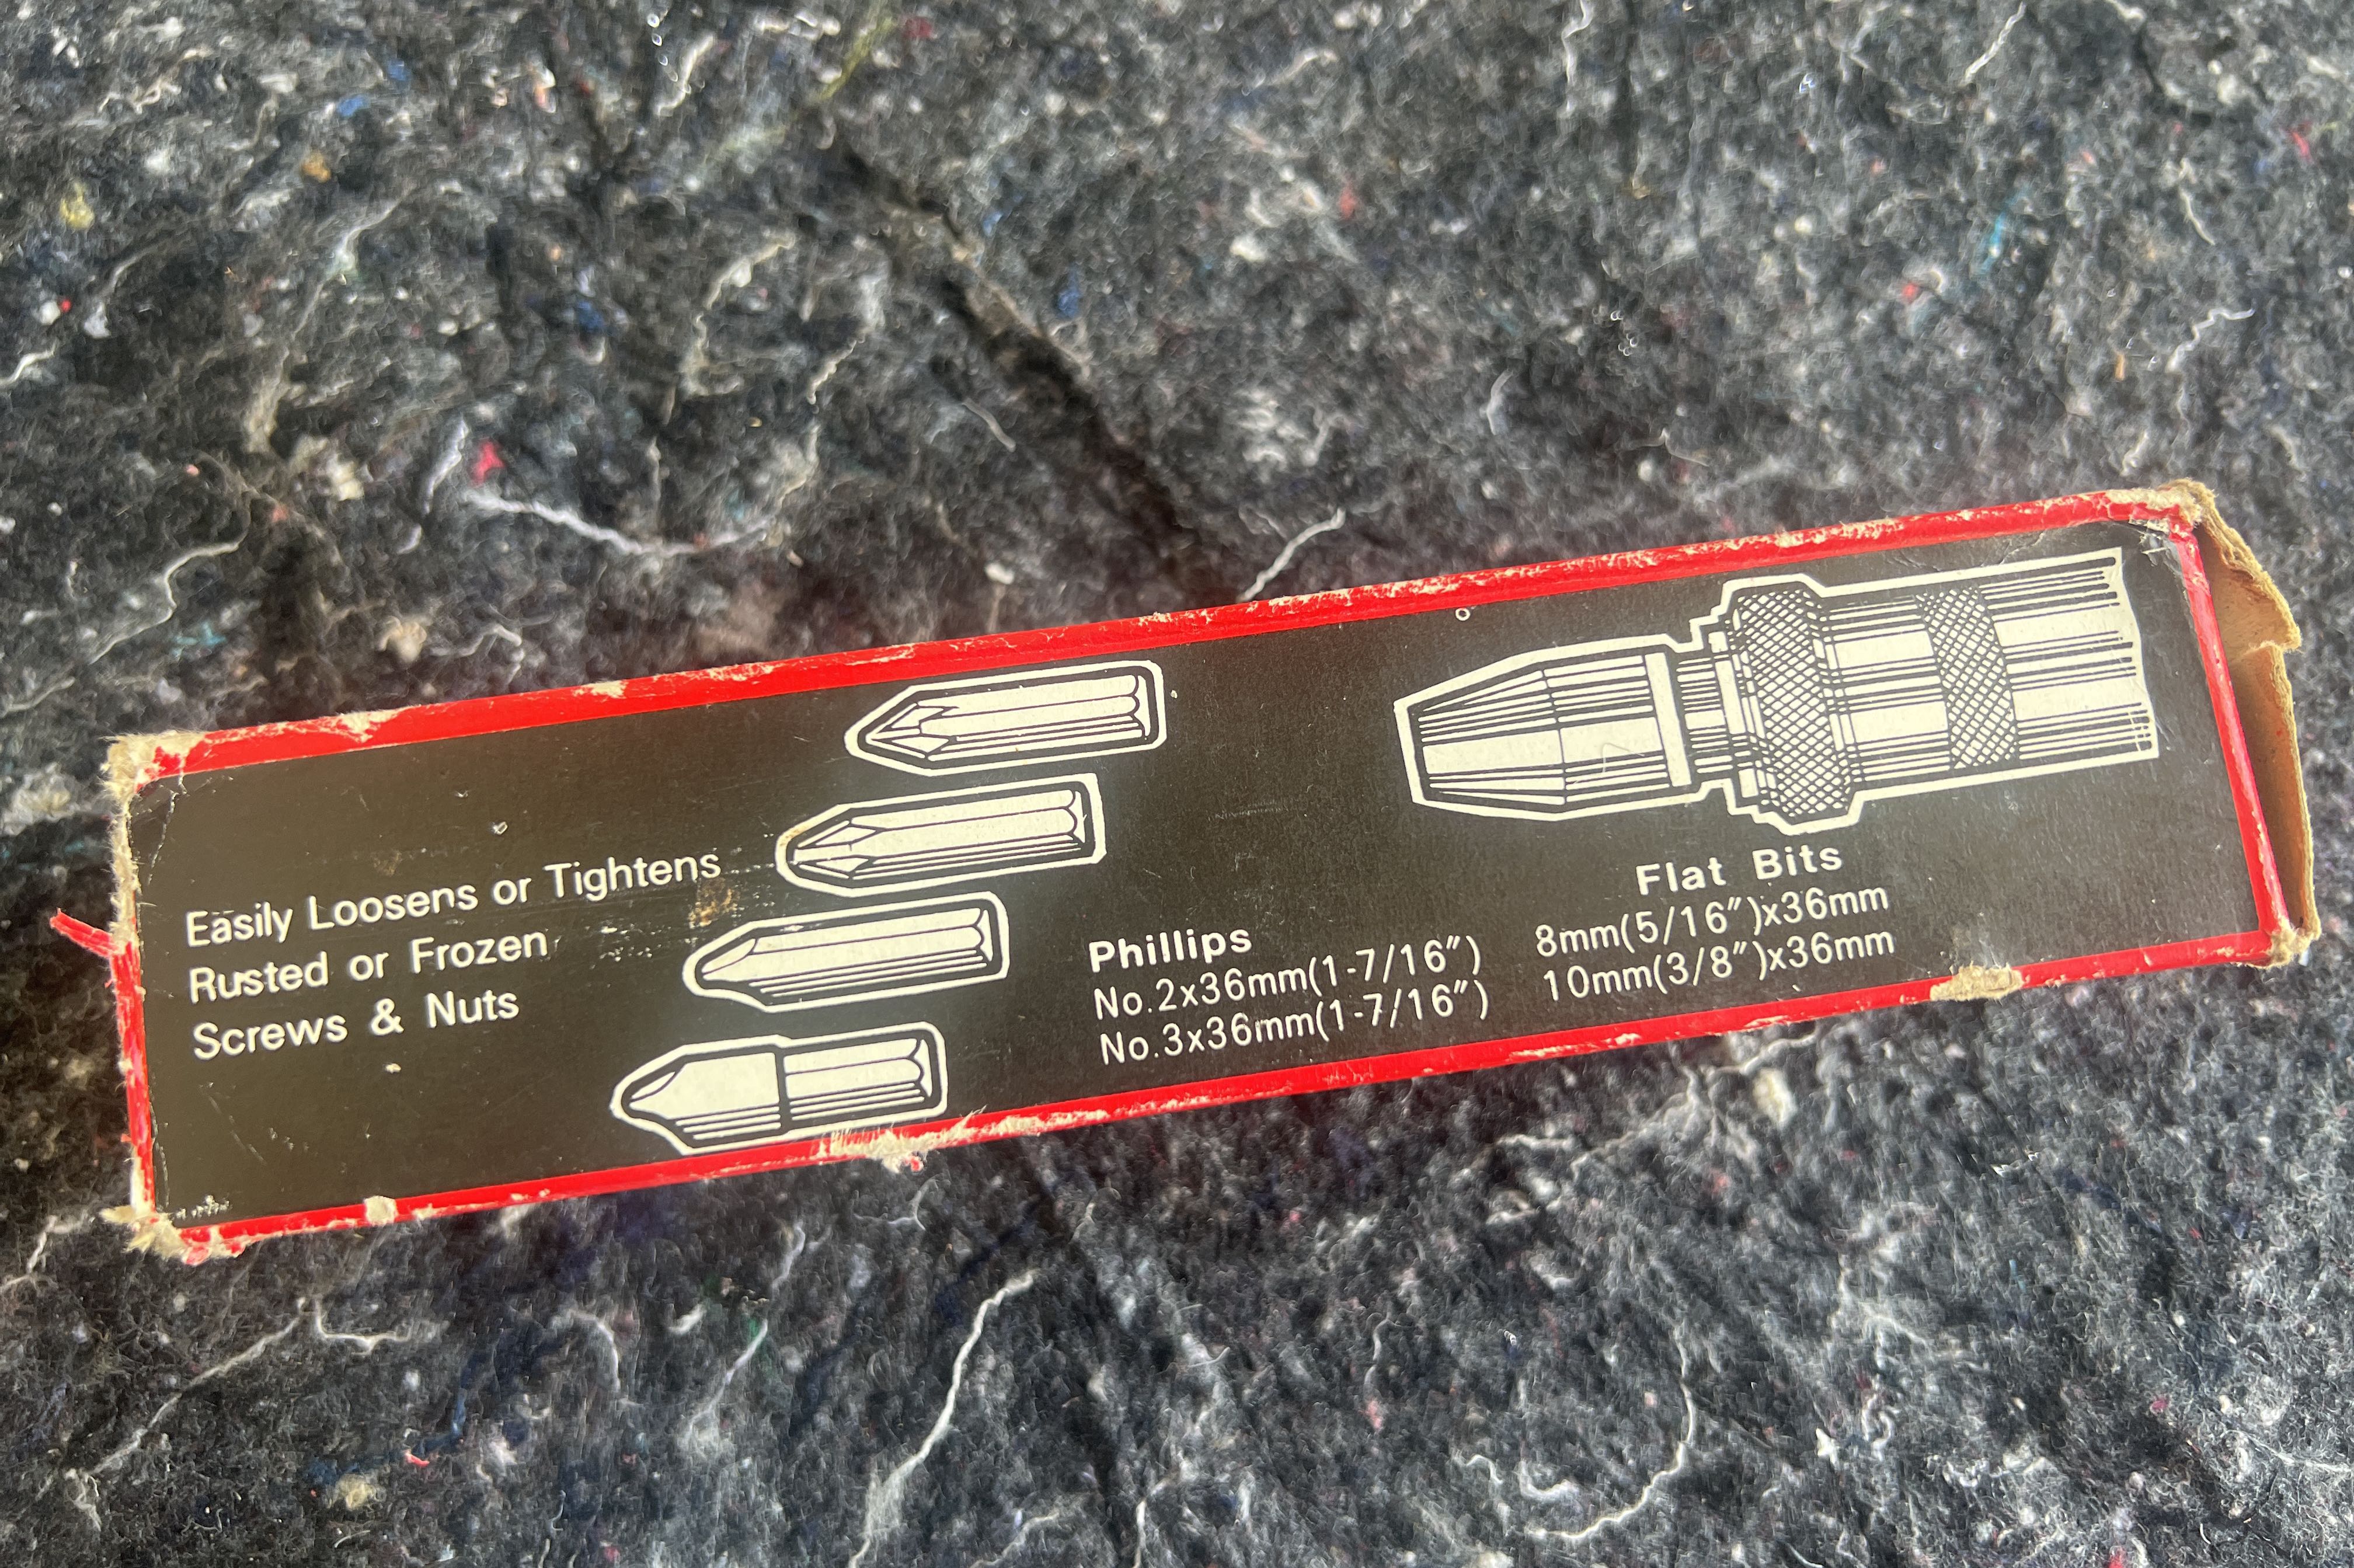 Easily Loosens or Tightens
Rusted or Frozen
Screws & Nuts
Phillips
No.2x36mm(1-7/16")
No.3x36mm(1-7/16")
Flat Bits
8mm(5/16")x36mm
10mm(3/8")x36mm